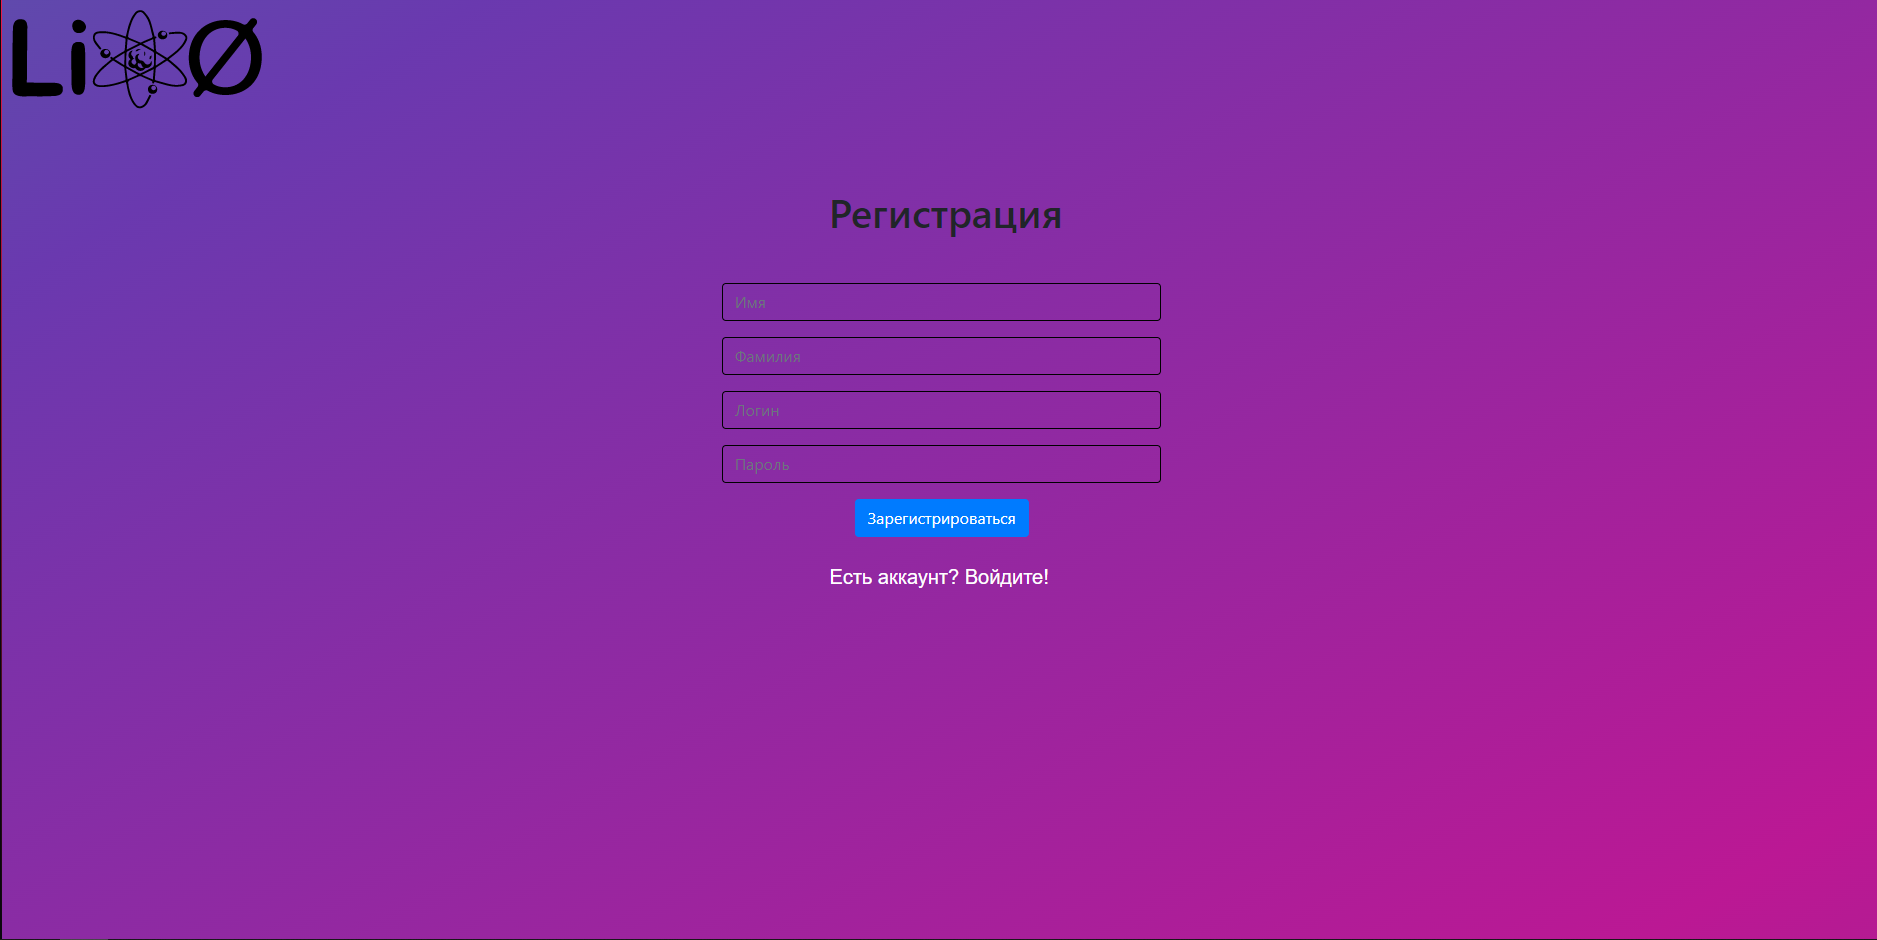 Li Ø
Регистрация
Имя
Фамилия
Логин
Пароль
Зарегистрироваться
Есть аккаунт? Войдите!